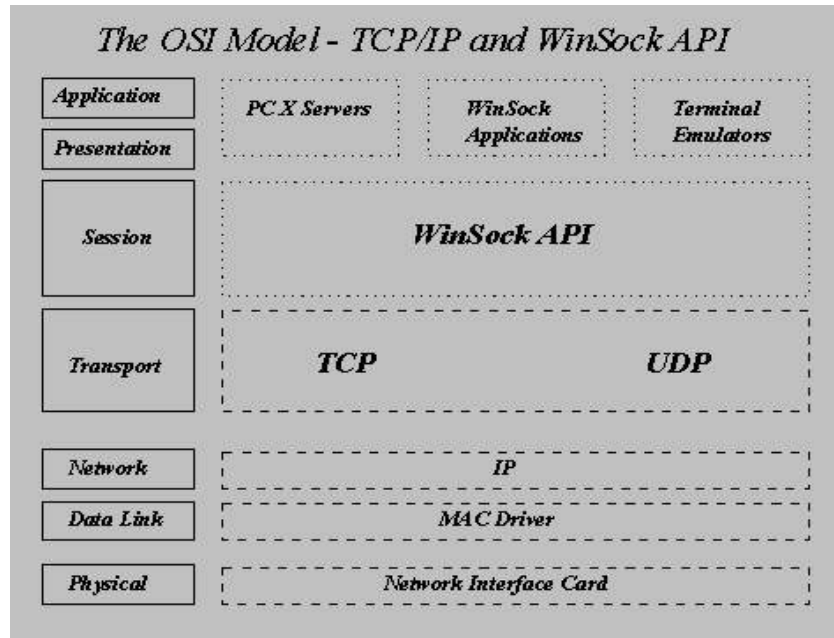 The OSI Model - TCP/IP and WinSock API
Application
Presentation
PC X Servers
WinSock
Applications
Terminal
Emulators
Session
WinSock API
Transport
TCP
UDP
Network
IP
Data Link
MAC Driver
Physical
Network Interface Card